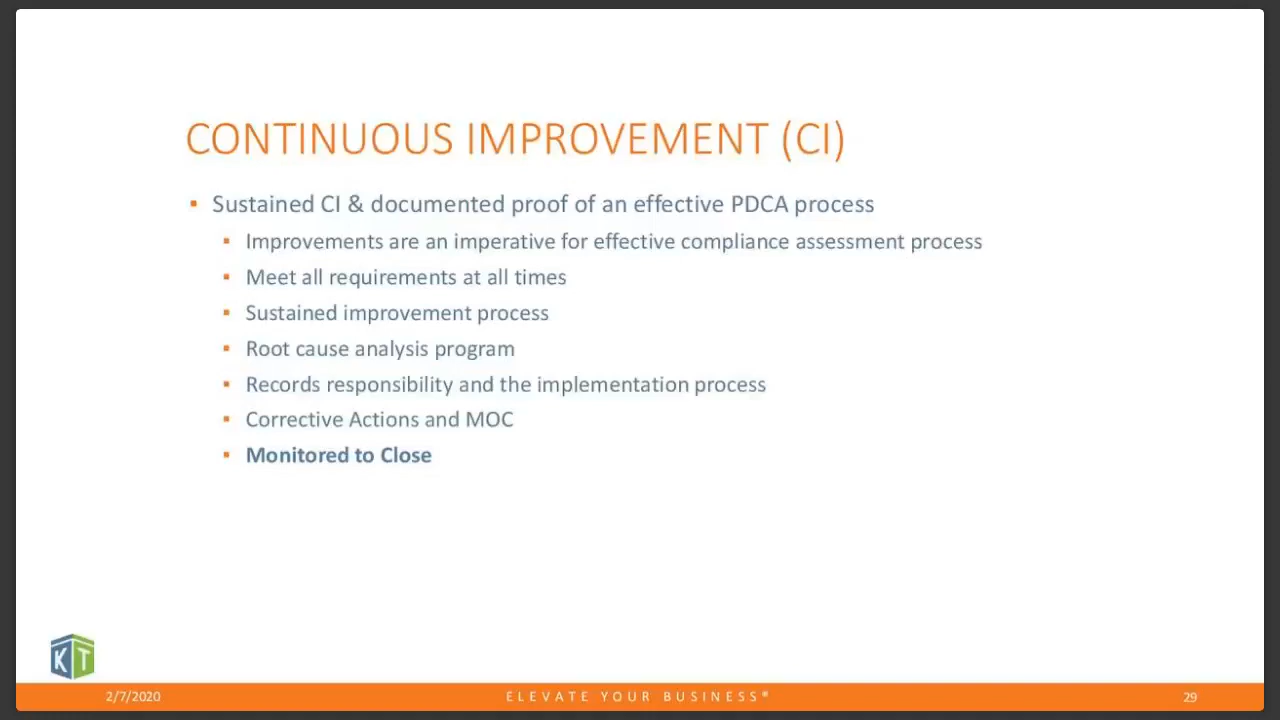 CONTINUOUS IMPROVEMENT (CI)
▪ Sustained CI & documented proof of an effective PDCA process
▪ Improvements are an imperative for effective compliance assessment process
▪ Meet all requirements at all times
▪ Sustained improvement process
▪ Root cause analysis program
▪ Records responsibility and the implementation process
▪ Corrective Actions and MOC
▪ Monitored to Close
KT
2/7/2020
ELEVATE YOUR BUSINESS®
29